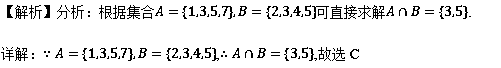 【解析】分析：根据集合A={1,3,5,7},B={2,3,4,5}可直接求解A∩B={3,5}.
详解：∵A={1,3,5,7},B={2,3,4,5},∴A∩B={3,5},故选 C